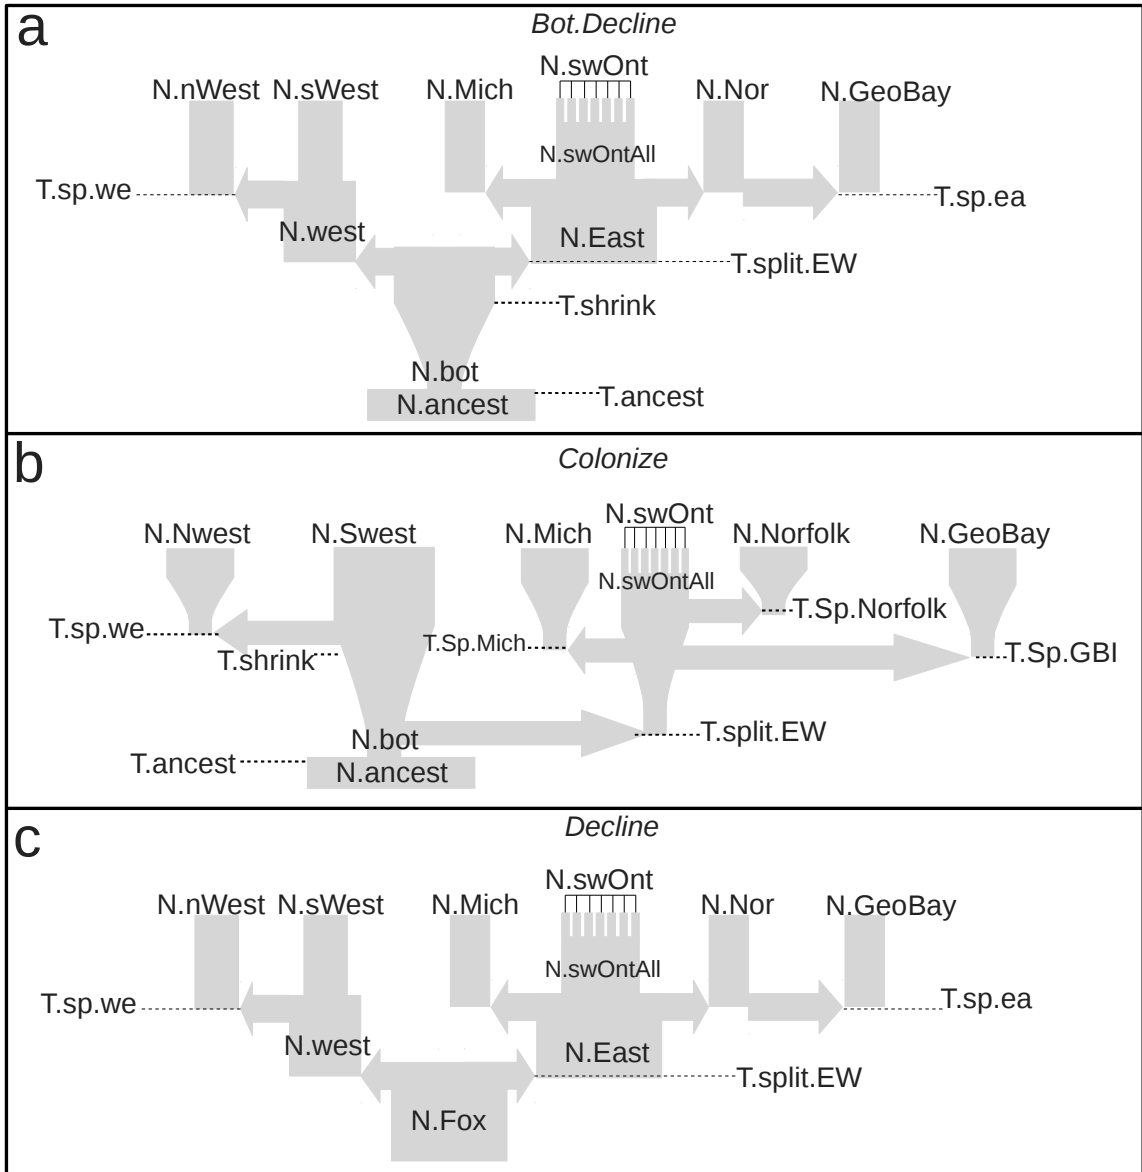 a
Bot.Decline
N.swOnt
N.nWest N.sWest N.Mich N.Nor N.GeoBay
N.swOntAll
T.sp.we T.sp.ea
N.west N.East
T.split.EW
T.shrink
N.bot
N.ancest T.ancest
b
Colonize
N.swOnt
N.Nwest N.Swest N.Mich N.Norfolk N.GeoBay
N.swOntAll
T.Sp.Norfolk
T.sp.we T.Sp.Mich T.Sp.GBI
T.shrink
N.bot T.split.EW
T.ancest N.ancest
c
Decline
N.swOnt
N.nWest N.sWest N.Mich N.Nor N.GeoBay
N.swOntAll
T.sp.we T.sp.ea
N.west N.East
T.split.EW
N.Fox